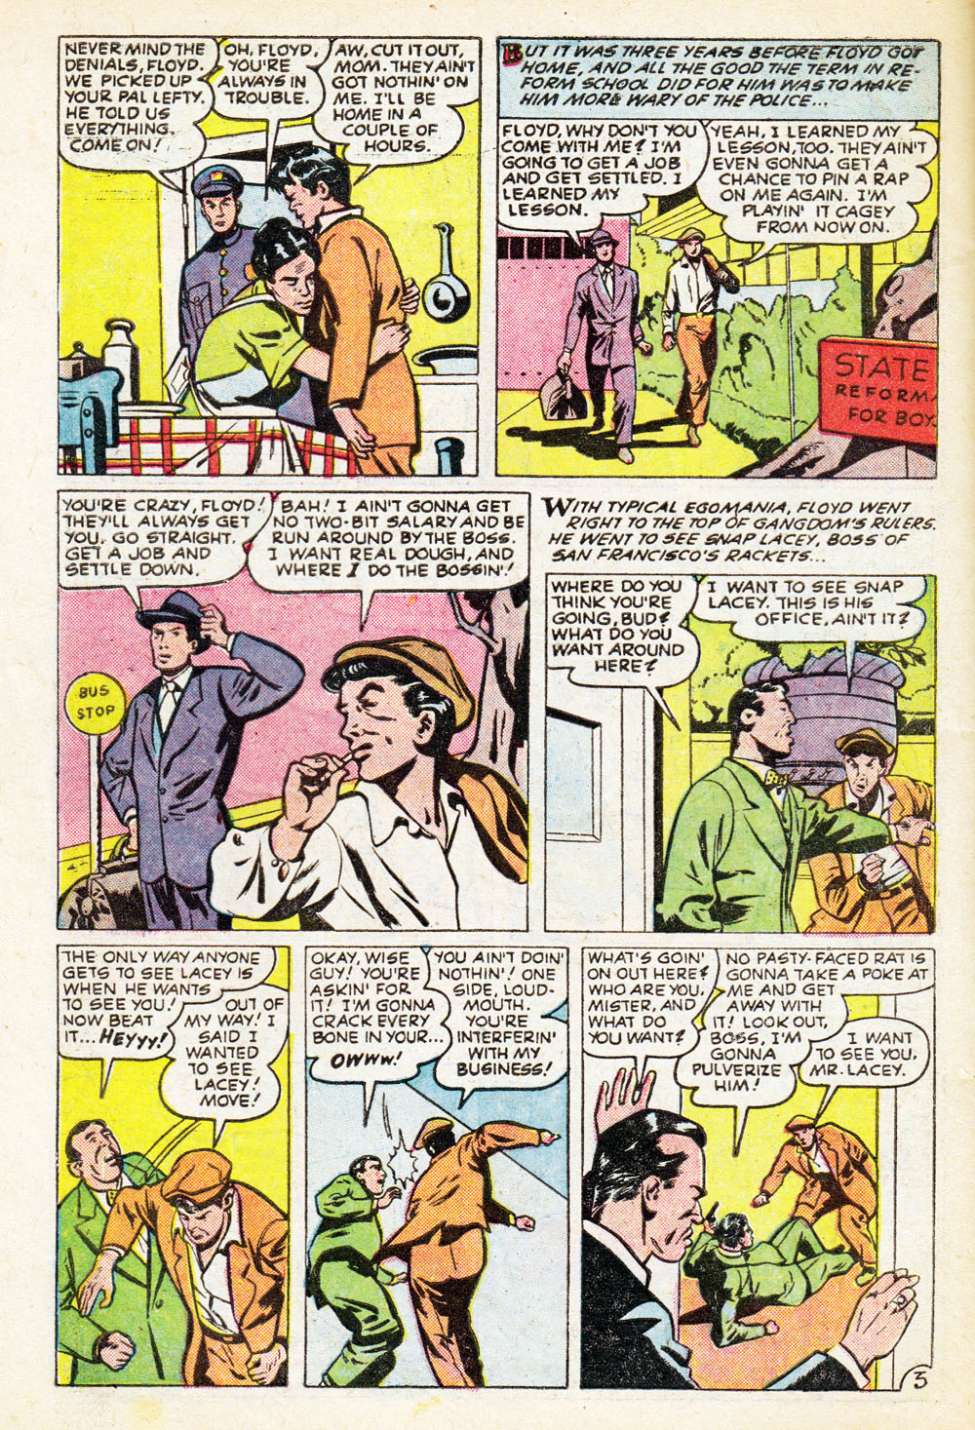 NEVER MIND THE
DENIALS, FLOYD.
WE PICKED UP
YOUR PAL LEFTY.
HE TOLD US
EVERYTHING.
COME ON!
OH, FLOYD,
YOU'RE
ALWAYS IN
TROUBLE.
AW, CUT IT OUT,
MOM. THEY AIN'T
GOT NOTHIN' ON
ME. I'LL BE
HOME IN A
COUPLE OF
HOURS.
BUT IT WAS THREE YEARS BEFORE FLOYD GOT
HOME, AND ALL THE GOOD THE TERM IN RE-
FORM SCHOOL DID FOR HIM WAS TO MAKE
HIM MORE WARY OF THE POLICE...
FLOYD, WHY DON'T YOU
COME WITH ME? I'M
GOING TO GET A JOB
AND GET SETTLED. I
LEARNED MY
LESSON.
YEAH, I LEARNED MY
LESSON, TOO. THEY AIN'T
EVEN GONNA GET A
CHANCE TO PIN A RAP
ON ME AGAIN. I'M
PLAYIN' IT CAGEY
FROM NOW ON.
STATE
REFORM
FOR BOY
YOU'RE CRAZY, FLOYD!
THEY'LL ALWAYS GET
YOU. GO STRAIGHT.
GET A JOB AND
SETTLE DOWN.
BAH! I AIN'T GONNA GET
NO TWO-BIT SALARY AND BE
RUN AROUND BY THE BOSS.
I WANT REAL DOUGH, AND
WHERE I DO THE BOSSIN'!
BUS
STOP
WITH TYPICAL EGOMANIA, FLOYD WENT
RIGHT TO THE TOP OF GANGDOM'S RULERS.
HE WENT TO SEE SNAP LACEY, BOSS OF
SAN FRANCISCO'S RACKETS...
WHERE DO YOU
THINK YOU'RE
GOING, BUD?
WHAT DO YOU
WANT AROUND
HERE?
I WANT TO SEE SNAP
LACEY. THIS IS HIS
OFFICE, AIN'T IT?
THE ONLY WAY ANYONE
GETS TO SEE LACEY IS
WHEN HE WANTS
TO SEE YOU!
NOW BEAT
IT... HEYYY!
OUT OF
MY WAY! I
SAID I
WANTED
TO SEE
LACEY!
MOVE!
OKAY, WISE
GUY! YOU'RE
ASKIN' FOR
IT! I'M GONNA
CRACK EVERY
BONE IN YOUR...
OWWW!
YOU AIN'T DOIN'
NOTHIN'! ONE
SIDE, LOUD-
MOUTH.
YOU'RE
INTERFERIN'
WITH MY
BUSINESS!
WHAT'S GOIN'
ON OUT HERE?
WHO ARE YOU,
MISTER, AND
WHAT DO
YOU WANT?
NO PASTY-FACED RAT IS
GONNA TAKE A POKE AT
ME AND GET
AWAY WITH
IT! LOOK OUT,
BOSS, I'M
GONNA
PULVERIZE
HIM!
I WANT
TO SEE YOU,
MR. LACEY.
3